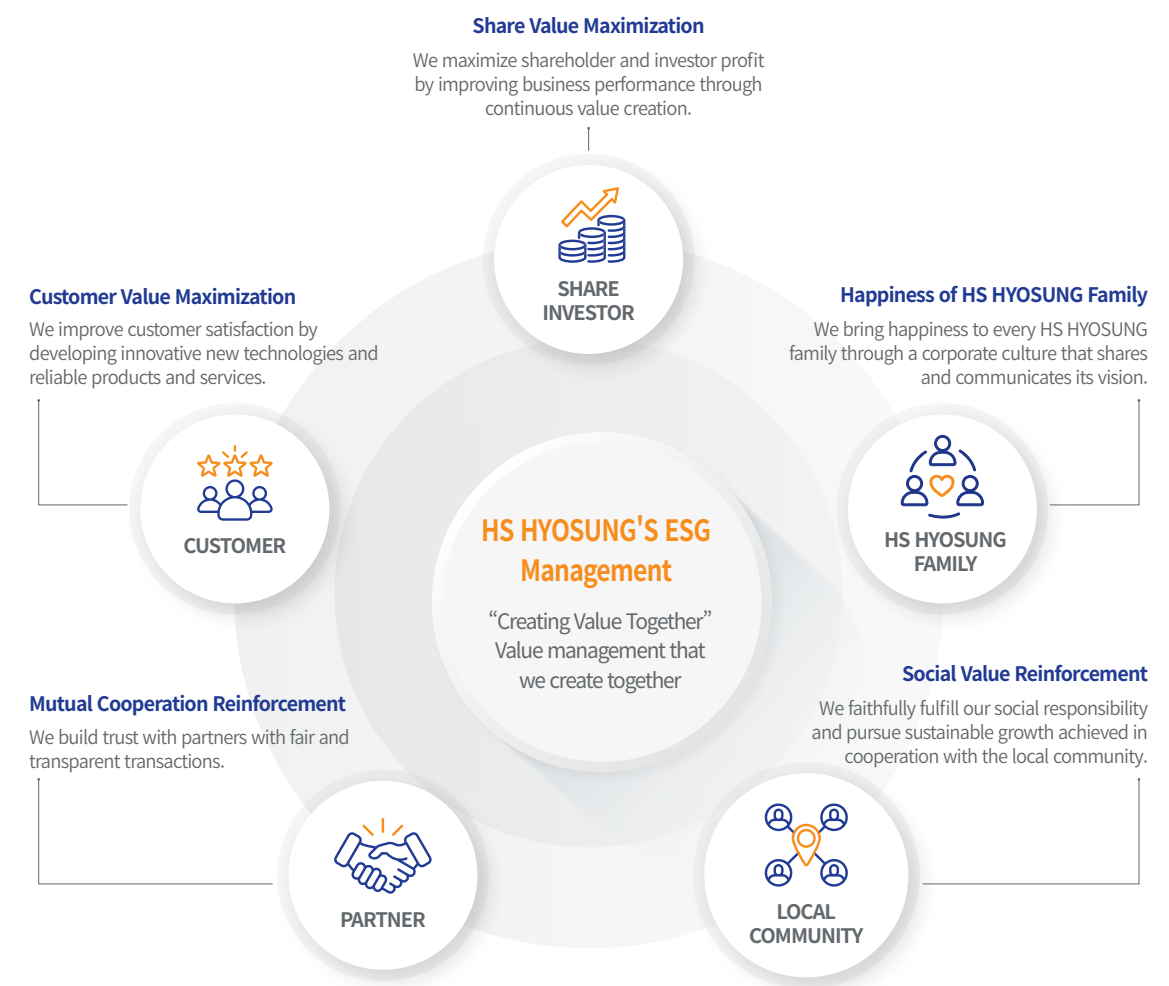 Share Value Maximization
We maximize shareholder and investor profit
by improving business performance through
continuous value creation.
SHARE
INVESTOR
Customer Value Maximization
We improve customer satisfaction by
developing innovative new technologies and
reliable products and services.
CUSTOMER
Happiness of HS HYOSUNG Family
We bring happiness to every HS HYOSUNG
family through a corporate culture that shares
and communicates its vision.
HS HYOSUNG
FAMILY
HS HYOSUNG'S ESG
Management
“Creating Value Together”
Value management that
we create together
Mutual Cooperation Reinforcement
We build trust with partners with fair and
transparent transactions.
PARTNER
Social Value Reinforcement
We faithfully fulfill our social responsibility
and pursue sustainable growth achieved in
cooperation with the local community.
LOCAL
COMMUNITY